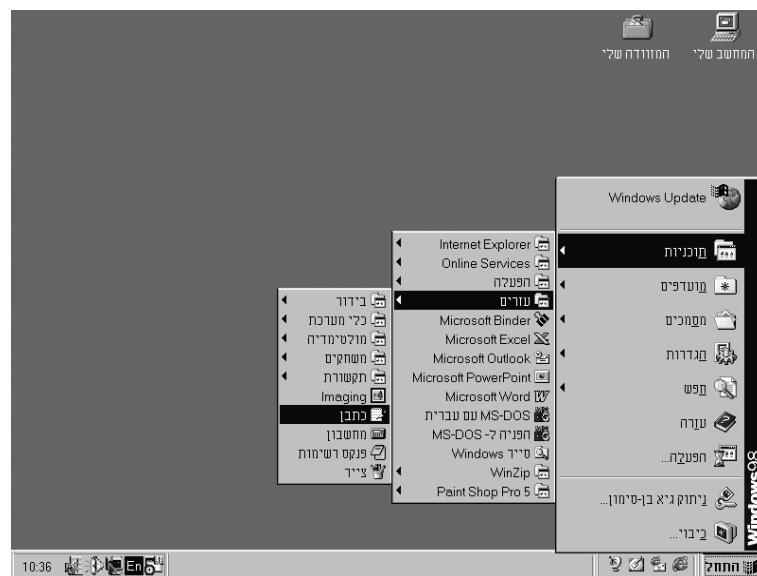 המחשב שלי
המזוודה שלי
Windows Update
תוכניות
מועדפים
מסמכים
הגדרות
חפש
עזרה
הפעלה...
ניתוק גיא בן-סימון...
כיבוי...
Windows98
Internet Explorer
Online Services
הפעלה
עזרים
Microsoft Binder
Microsoft Excel
Microsoft Outlook
Microsoft PowerPoint
Microsoft Word
MS-DOS עם עברית
הפניה ל- MS-DOS
סייר Windows
WinZip
Paint Shop Pro 5
בידור
כלי מערכת
מולטימדיה
משחקים
תקשורת
Imaging
כתבן
מחשבון
פנקס רשימות
צייר
התחל
En
10:36